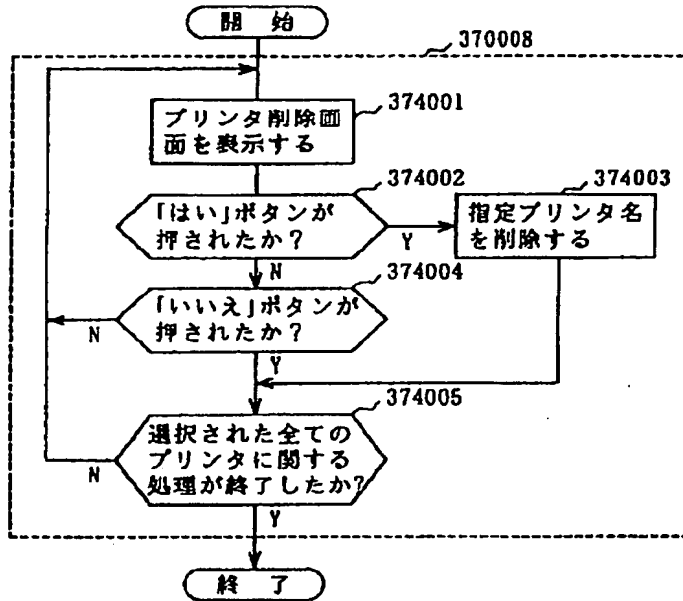 開始
370008
374001
プリンタ削除画
面を表示する
374002
「はい」ボタンが
押されたか?
Y
N
374003
指定プリンタ名
を削除する
374004
「いいえ」ボタンが
押されたか?
N
Y
374005
選択された全ての
プリンタに関する
処理が終了したか?
N
Y
終了